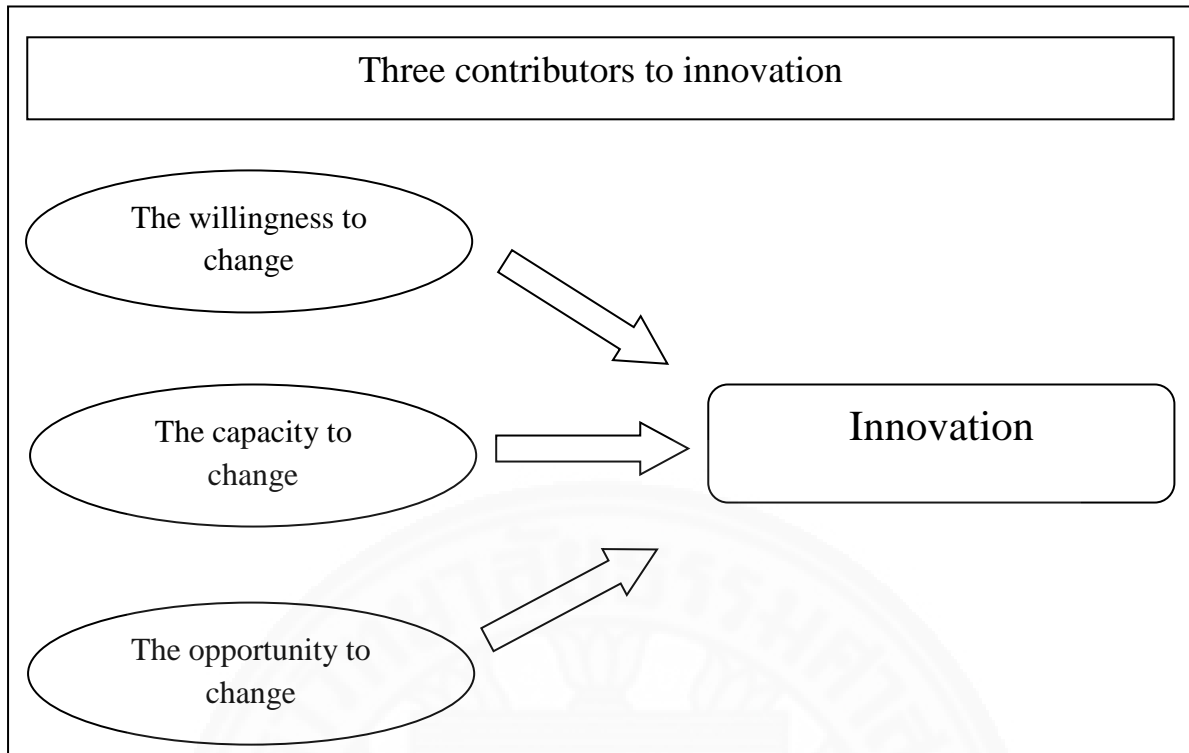 Three contributors to innovation
The willingness to
change
The capacity to
change
Innovation
The opportunity to
change